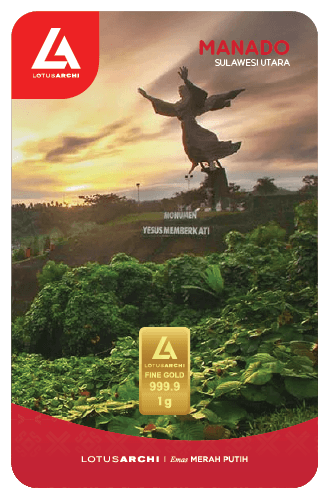 LOTUSARCHI
MANADO
SULAWESI UTARA
MONUMEN
YESUS MEMBERKATI
LOTUSARCHI
FINE GOLD
999.9
1g
LOTUSARCHI | Emas MERAH PUTIH